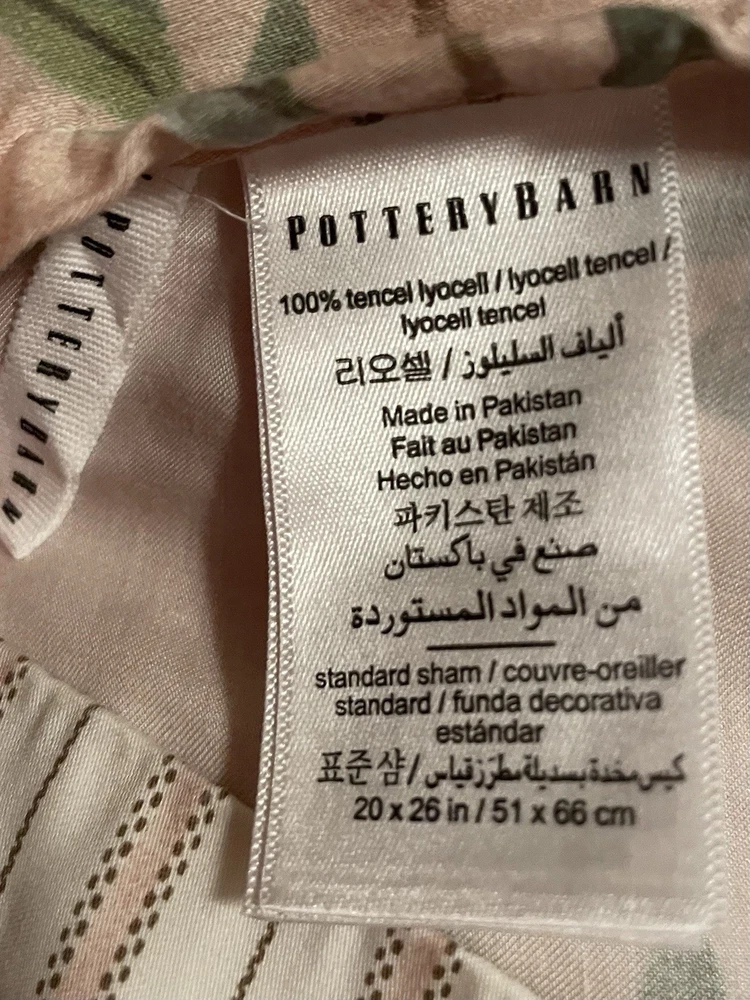 POTTERYBARN
POTTERYBARN
100% tencel lyocell / lyocell tencel /
lyocell tencel
리오셀 / ألياف السليلوز
Made in Pakistan
Fait au Pakistan
Hecho en Pakistán
파키스탄 제조
صنع في باكستان
من المواد المستوردة
standard sham / couvre-oreiller
standard / funda decorativa
estándar
표준 샴 / كيس مخدة بسديلة مطرّز قياس
20 x 26 in / 51 x 66 cm